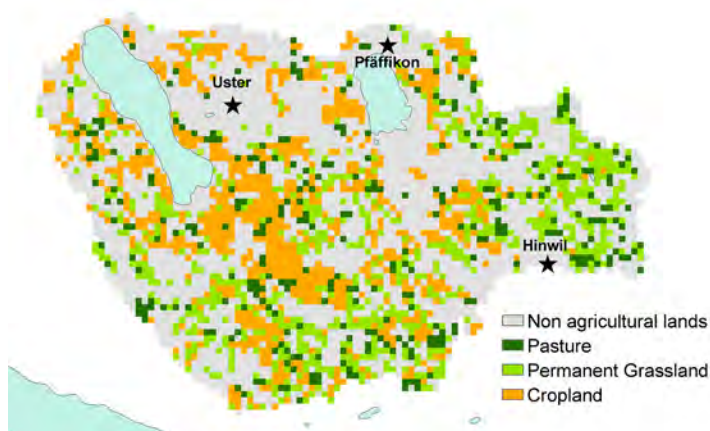 Pfäffikon
Uster
Hinwil
Non agricultural lands
Pasture
Permanent Grassland
Cropland